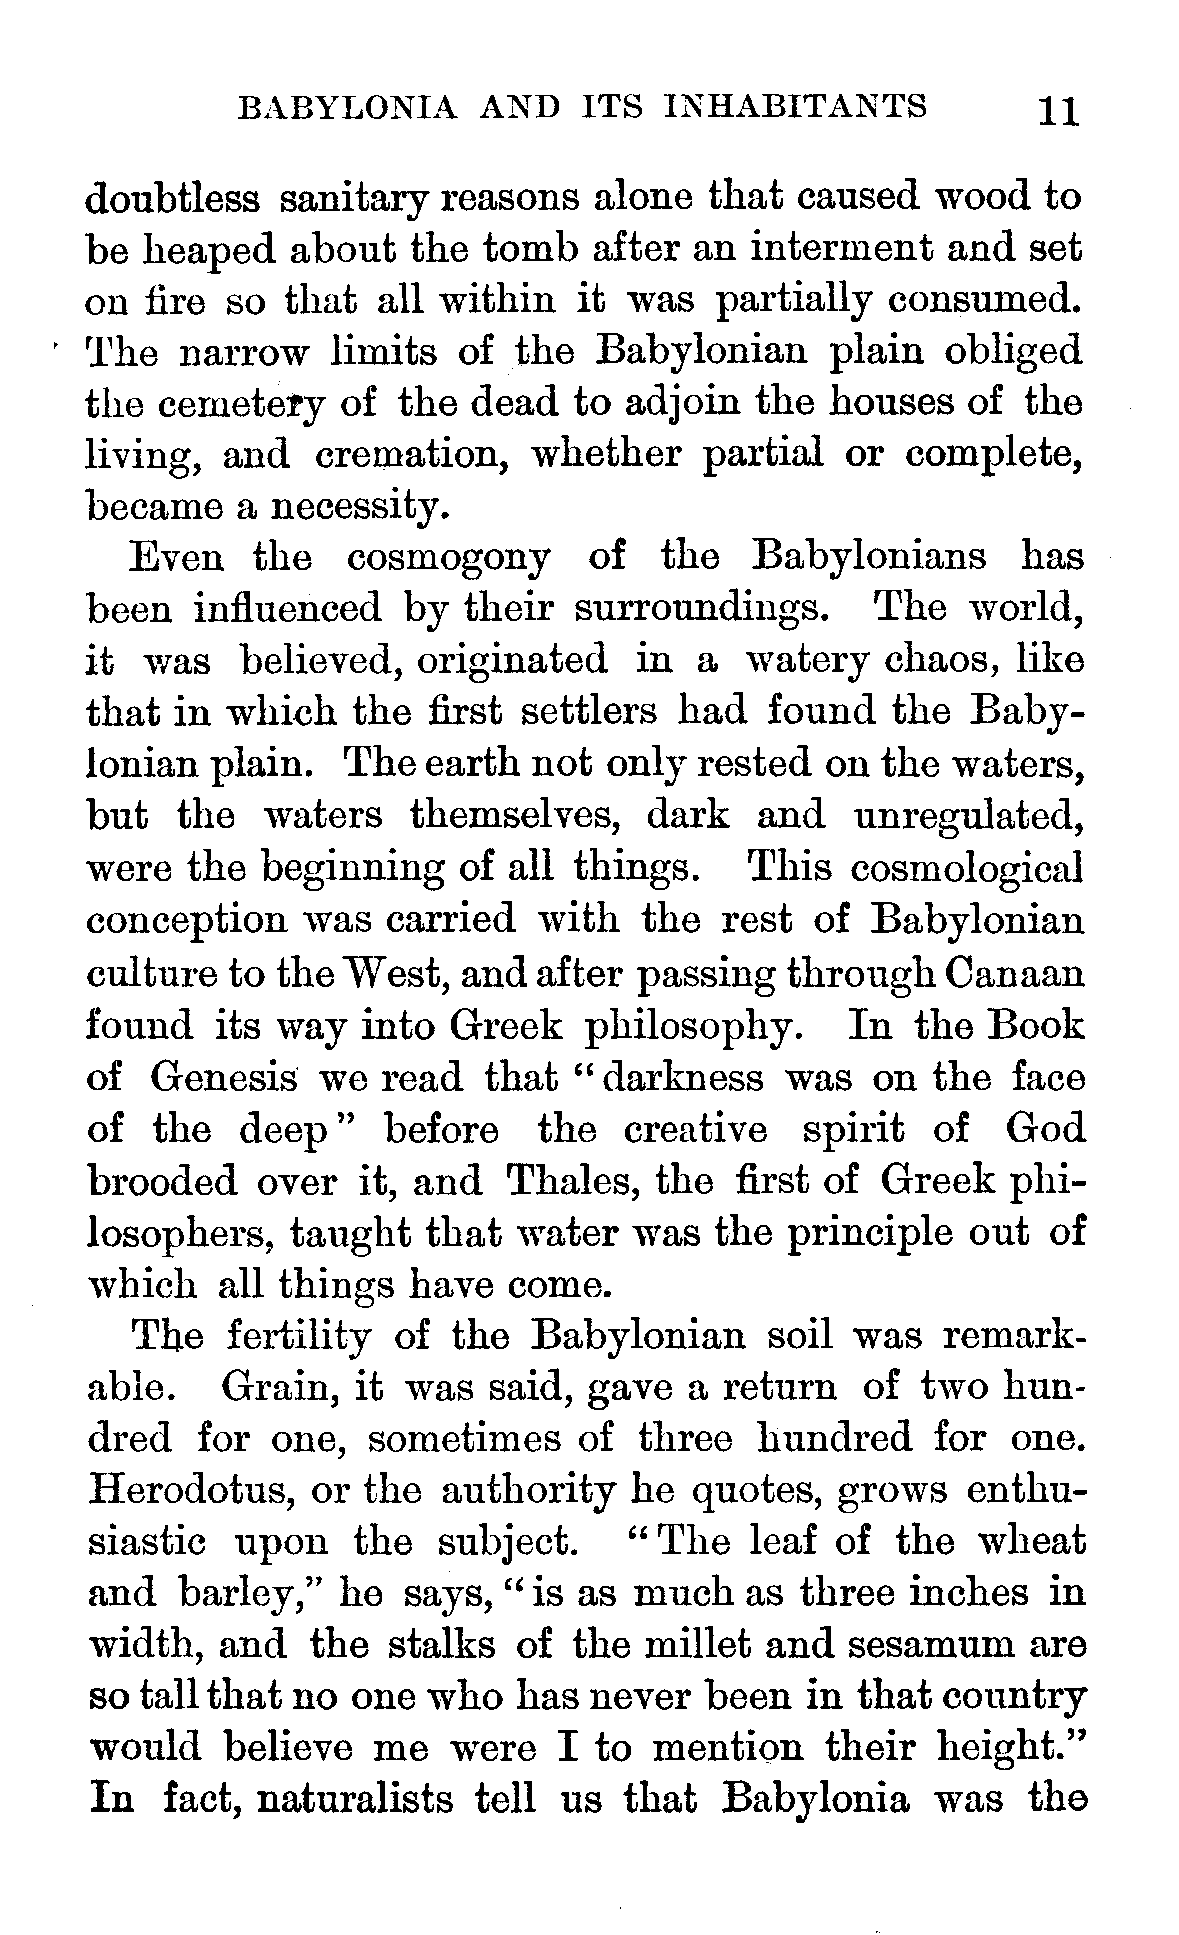 BABYLONIA AND ITS INHABITANTS 11
doubtless sanitary reasons alone that caused wood to
be heaped about the tomb after an interment and set
on fire so that all within it was partially consumed.
The narrow limits of the Babylonian plain obliged
the cemetery of the dead to adjoin the houses of the
living, and cremation, whether partial or complete,
became a necessity.
Even the cosmogony of the Babylonians has
been influenced by their surroundings. The world,
it was believed, originated in a watery chaos, like
that in which the first settlers had found the Baby-
lonian plain. The earth not only rested on the waters,
but the waters themselves, dark and unregulated,
were the beginning of all things. This cosmological
conception was carried with the rest of Babylonian
culture to the West, and after passing through Canaan
found its way into Greek philosophy. In the Book
of Genesis we read that "darkness was on the face
of the deep" before the creative spirit of God
brooded over it, and Thales, the first of Greek phi-
losophers, taught that water was the principle out of
which all things have come.
The fertility of the Babylonian soil was remark-
able. Grain, it was said, gave a return of two hun-
dred for one, sometimes of three hundred for one.
Herodotus, or the authority he quotes, grows enthu-
siastic upon the subject. "The leaf of the wheat
and barley," he says, "is as much as three inches in
width, and the stalks of the millet and sesamum are
so tall that no one who has never been in that country
would believe me were I to mention their height."
In fact, naturalists tell us that Babylonia was the